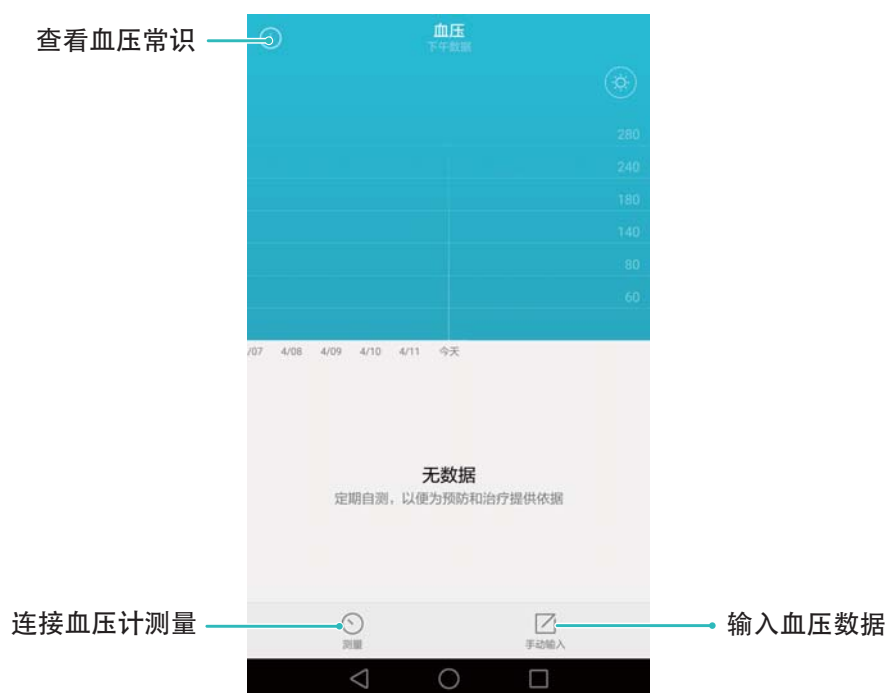 查看血压常识
血压
下午数据
280
240
180
140
80
60
/07 4/08 4/09 4/10 4/11 今天
无数据
定期自测，以便为预防和治疗提供依据
连接血压计测量
测量
手动输入
输入血压数据